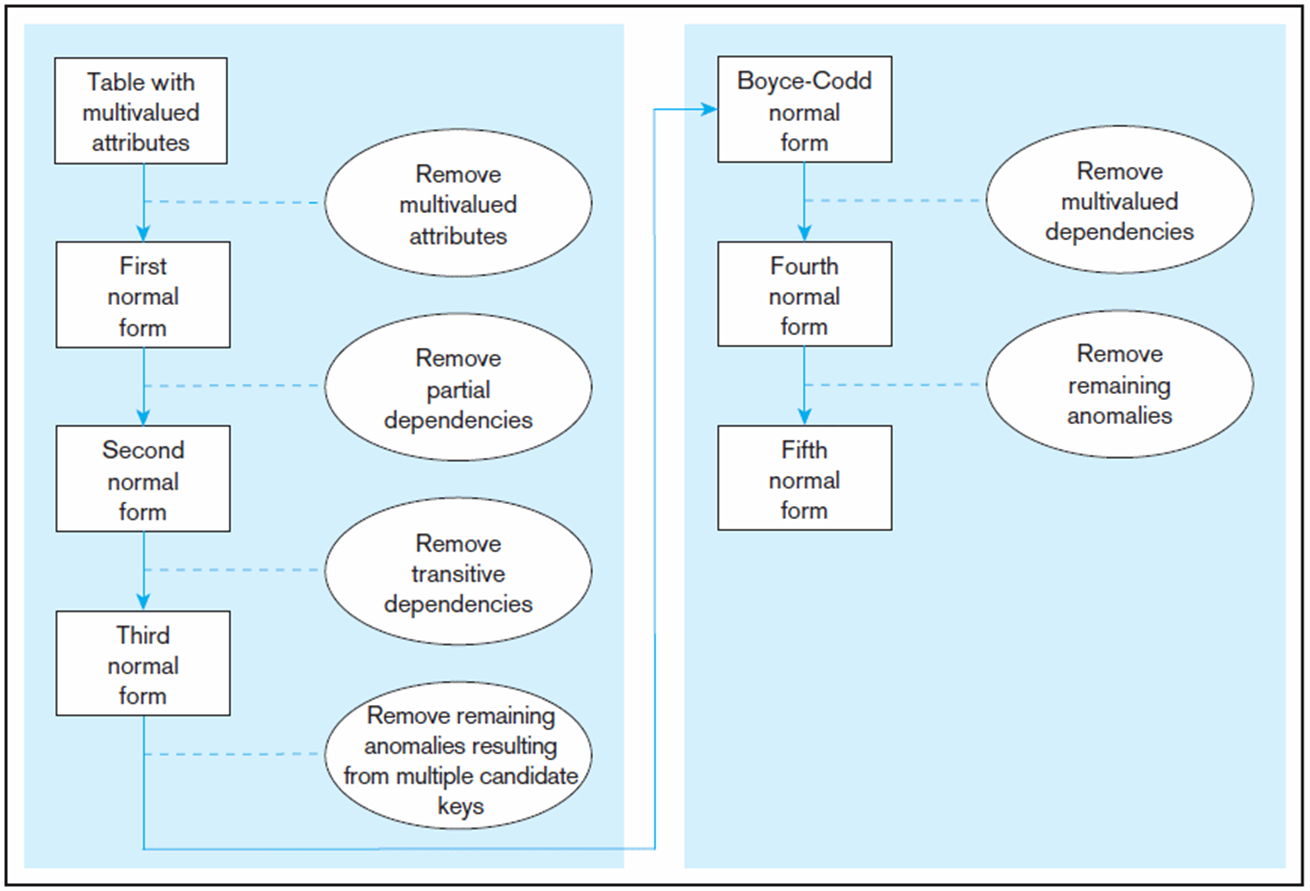 Table with
multivalued
attributes
Remove
multivalued
attributes
First
normal
form
Remove
partial
dependencies
Second
normal
form
Remove
transitive
dependencies
Third
normal
form
Remove remaining
anomalies resulting
from multiple candidate
keys
Boyce-Codd
normal
form
Remove
multivalued
dependencies
Fourth
normal
form
Remove
remaining
anomalies
Fifth
normal
form